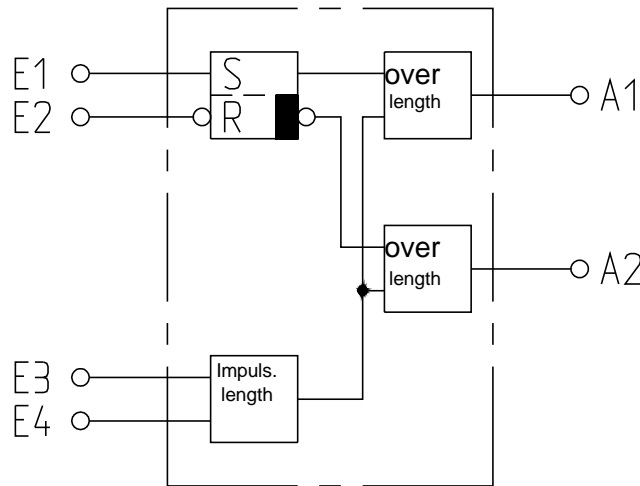 E1
S
over
length
A1
E2
R
over
length
A2
E3
Impuls.
length
E4